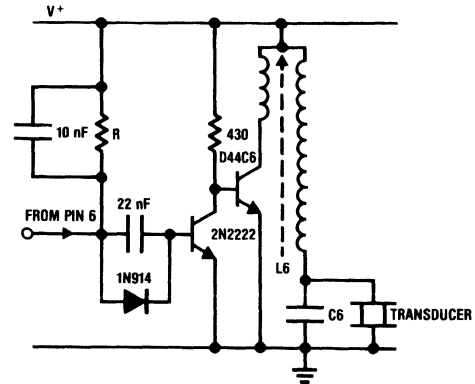 V+
10 nF
R
430
D44C6
FROM PIN 6
22 nF
2N2222
1N914
L6
C6
TRANSDUCER